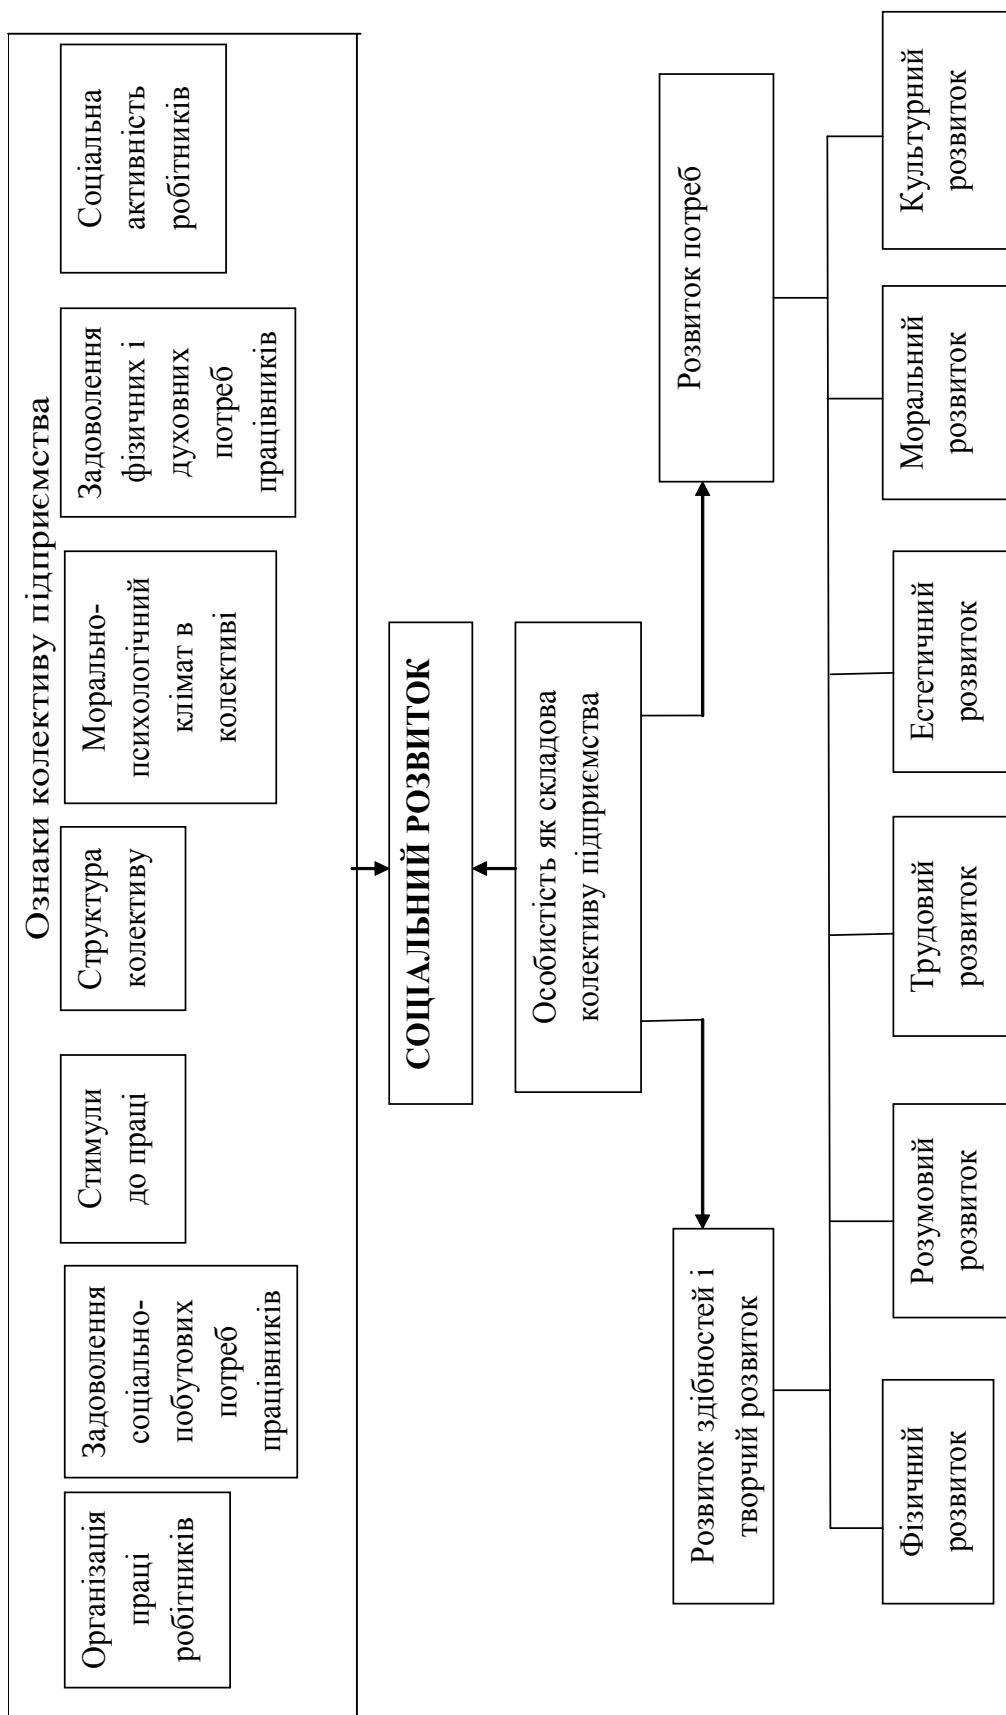 Ознаки колективу підприємства
Організація
праці
робітників
Задоволення
соціально-
побутових
потреб
працівників
Стимули
до праці
Структура
колективу
Морально-
психологічний
клімат в
колективі
Задоволення
фізичних і
духовних
потреб
працівників
Соціальна
активність
робітників
СОЦІАЛЬНИЙ РОЗВИТОК
Особистість як складова
колективу підприємства
Розвиток здібностей і
творчий розвиток
Розвиток потреб
Фізичний
розвиток
Розумовий
розвиток
Трудовий
розвиток
Естетичний
розвиток
Моральний
розвиток
Культурний
розвиток